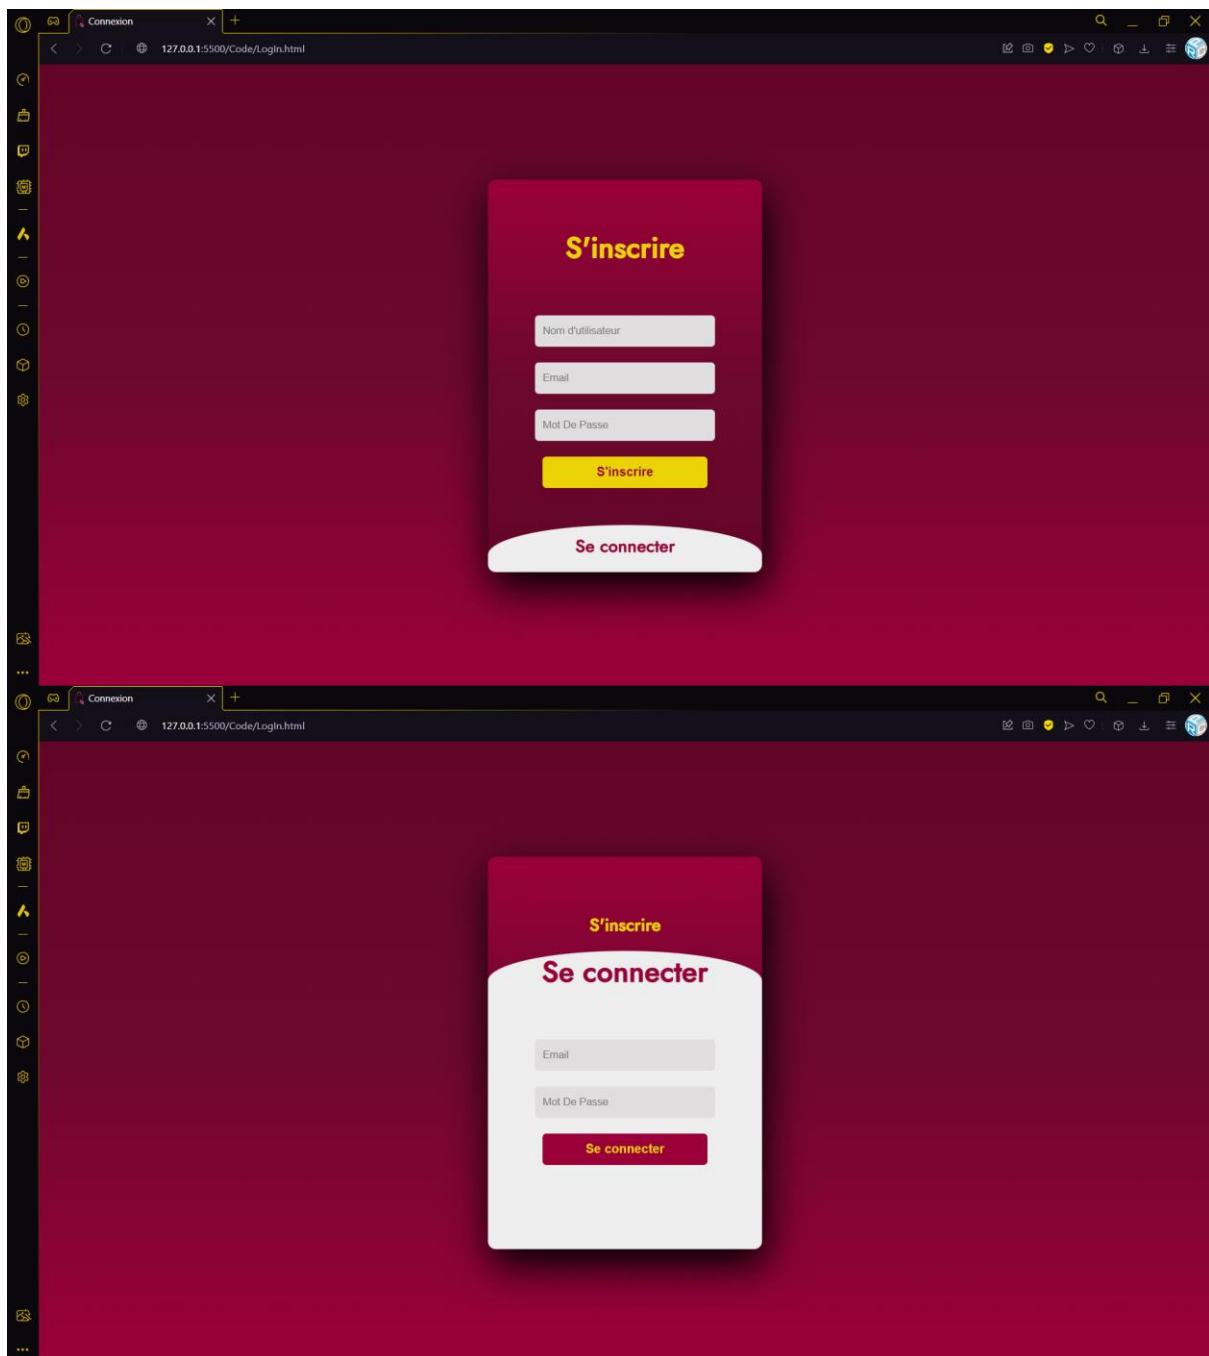 Connexion
127.0.0.1:5500/Code/LogIn.html
S'inscrire
Nom d'utilisateur
Email
Mot De Passe
S'inscrire
Se connecter
Connexion
127.0.0.1:5500/Code/LogIn.html
S'inscrire
Se connecter
Email
Mot De Passe
Se connecter